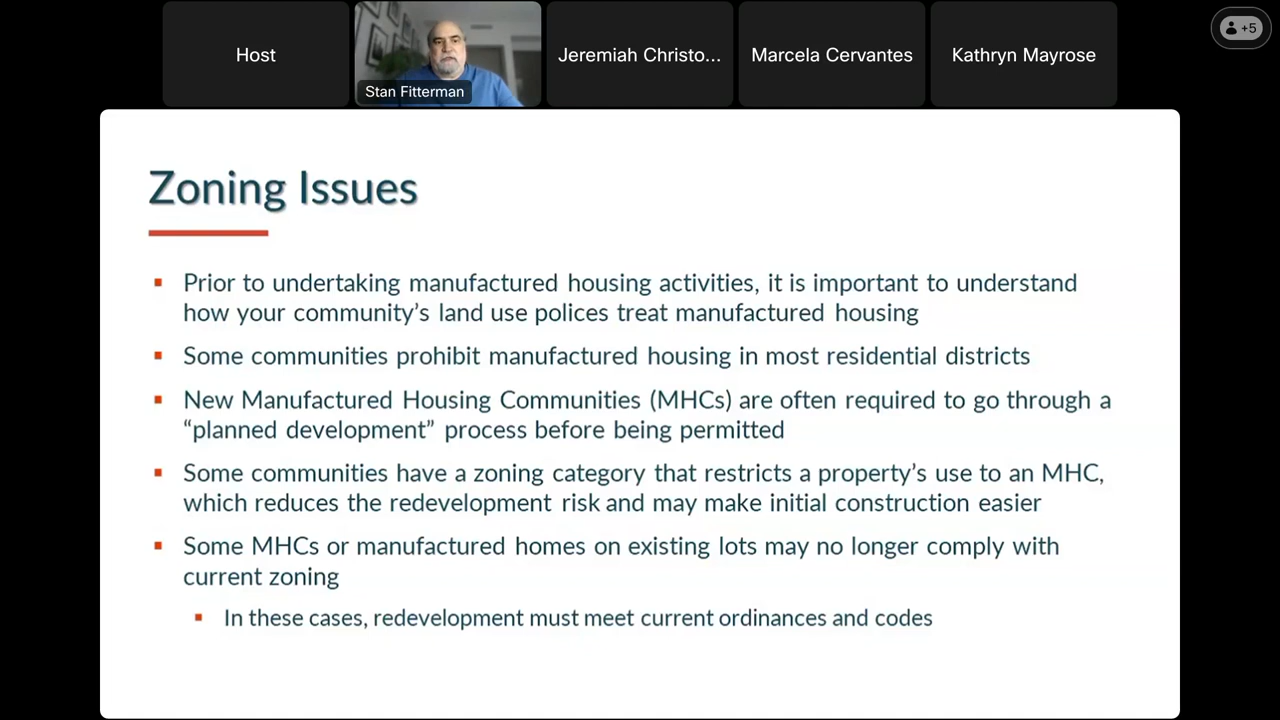 Host
Stan Fitterman
Jeremiah Christo...
Marcela Cervantes
Kathryn Mayrose
+5
Zoning Issues
▪ Prior to undertaking manufactured housing activities, it is important to understand
how your community’s land use polices treat manufactured housing
▪ Some communities prohibit manufactured housing in most residential districts
▪ New Manufactured Housing Communities (MHCs) are often required to go through a
“planned development” process before being permitted
▪ Some communities have a zoning category that restricts a property’s use to an MHC,
which reduces the redevelopment risk and may make initial construction easier
▪ Some MHCs or manufactured homes on existing lots may no longer comply with
current zoning
▪ In these cases, redevelopment must meet current ordinances and codes